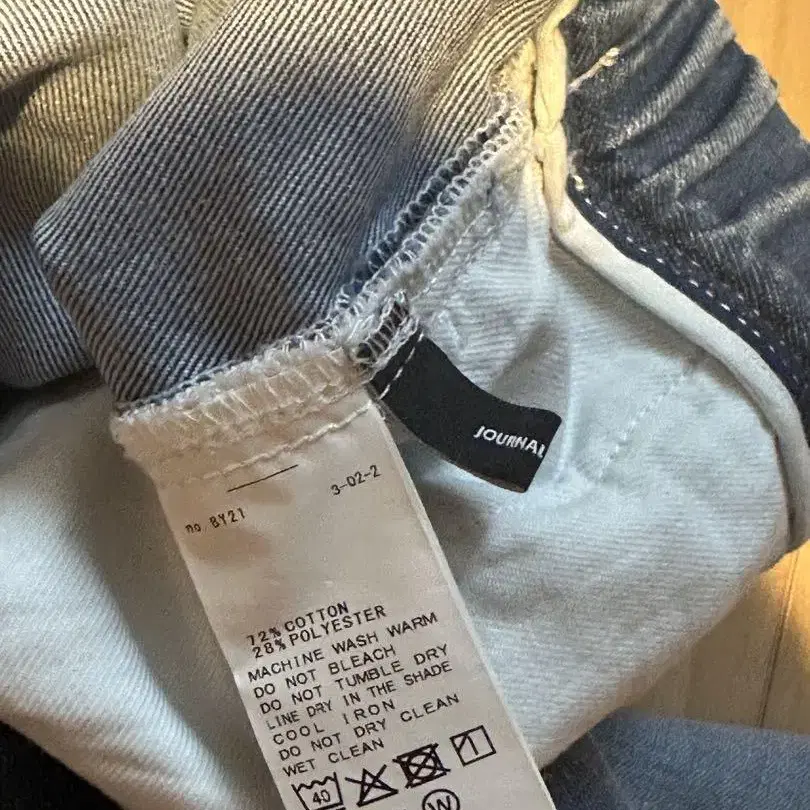 JOURNAL
3-02-2
no. BY21
72% COTTON
28% POLYESTER
MACHINE WASH WARM
DO NOT BLEACH
DO NOT TUMBLE DRY
LINE DRY IN THE SHADE
COOL IRON
DO NOT DRY CLEAN
WET CLEAN
40
W